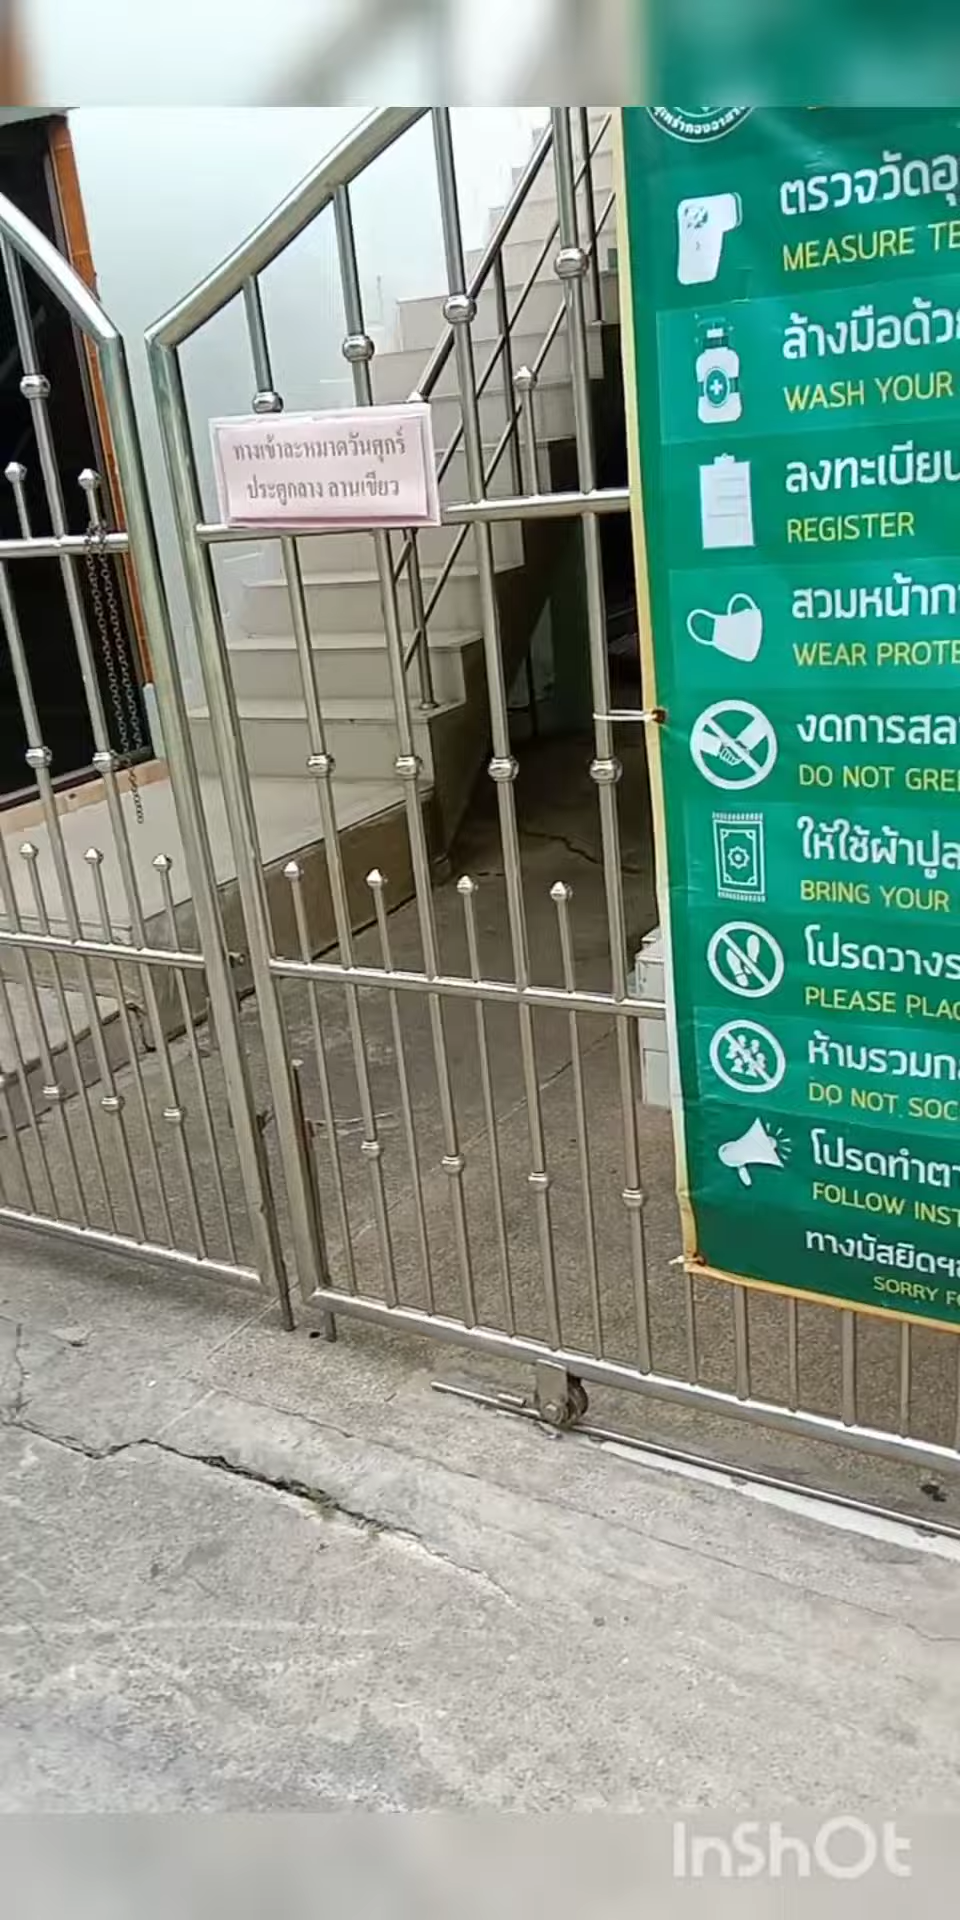 ทางเข้าละหมาดวันศุกร์
ประตูกลาง ลานเขียว
ตรวจวัดอุ
MEASURE TE
ล้างมือด้วย
WASH YOUR
ลงทะเบียน
REGISTER
สวมหน้าก
WEAR PROTE
งดการสล
DO NOT GREE
ให้ใช้ผ้าปูล
BRING YOUR
โปรดวางร
PLEASE PLAC
ห้ามรวมก
DO NOT SOC
โปรดทำตา
FOLLOW INST
ทางมัสยิดฯ
SORRY FO
InShOt